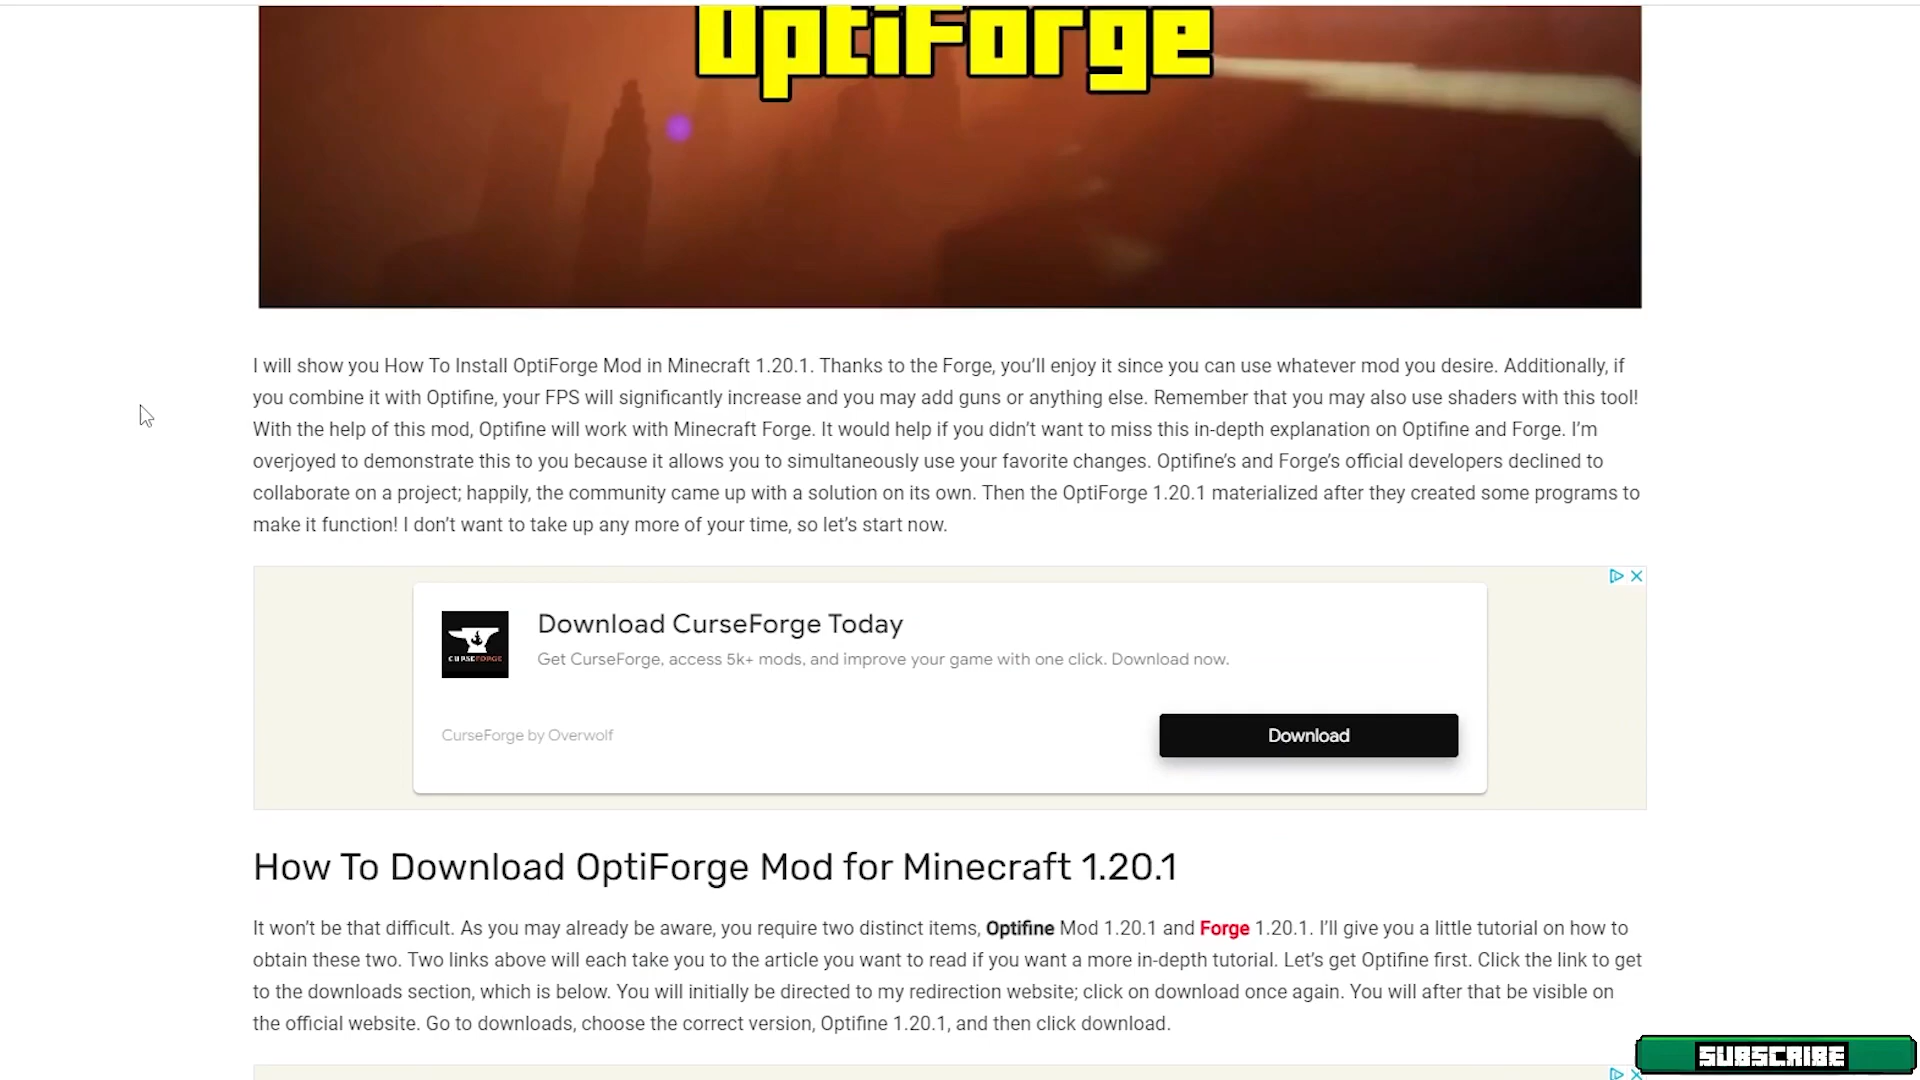 OptiForge
I will show you How To Install OptiForge Mod in Minecraft 1.20.1. Thanks to the Forge, you’ll enjoy it since you can use whatever mod you desire. Additionally, if
you combine it with Optifine, your FPS will significantly increase and you may add guns or anything else. Remember that you may also use shaders with this tool!
With the help of this mod, Optifine will work with Minecraft Forge. It would help if you didn’t want to miss this in-depth explanation on Optifine and Forge. I’m
overjoyed to demonstrate this to you because it allows you to simultaneously use your favorite changes. Optifine’s and Forge’s official developers declined to
collaborate on a project; happily, the community came up with a solution on its own. Then the OptiForge 1.20.1 materialized after they created some programs to
make it function! I don’t want to take up any more of your time, so let’s start now.
Download CurseForge Today
CURSEFORGE
Get CurseForge, access 5k+ mods, and improve your game with one click. Download now.
CurseForge by Overwolf
Download
How To Download OptiForge Mod for Minecraft 1.20.1
It won’t be that difficult. As you may already be aware, you require two distinct items, Optifine Mod 1.20.1 and Forge 1.20.1. I’ll give you a little tutorial on how to
obtain these two. Two links above will each take you to the article you want to read if you want a more in-depth tutorial. Let’s get Optifine first. Click the link to get
to the downloads section, which is below. You will initially be directed to my redirection website; click on download once again. You will after that be visible on
the official website. Go to downloads, choose the correct version, Optifine 1.20.1, and then click download.
SUBSCRIBE